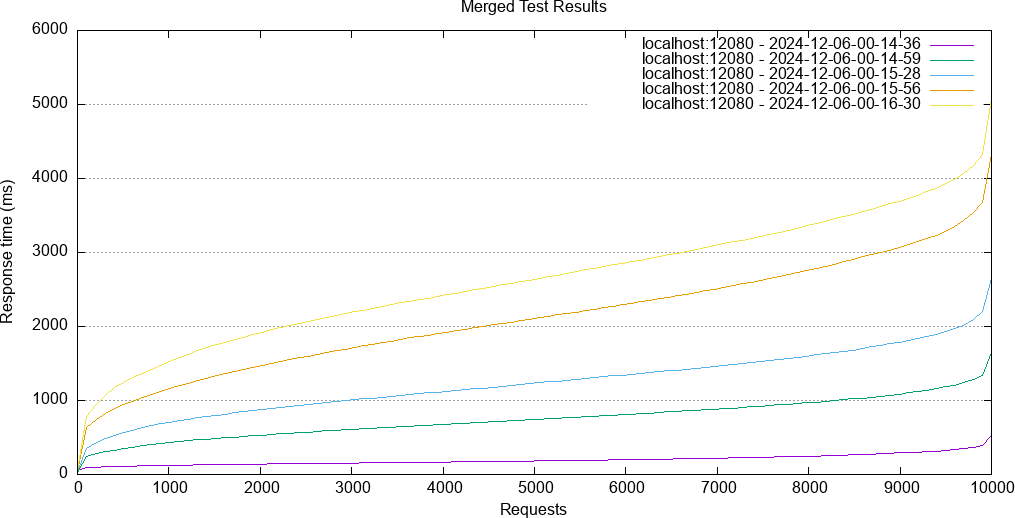 Merged Test Results
6000
5000
4000
3000
2000
1000
0
Response time (ms)
localhost:12080 - 2024-12-06-00-14-36
localhost:12080 - 2024-12-06-00-14-59
localhost:12080 - 2024-12-06-00-15-28
localhost:12080 - 2024-12-06-00-15-56
localhost:12080 - 2024-12-06-00-16-30
0 1000 2000 3000 4000 5000 6000 7000 8000 9000 10000
Requests